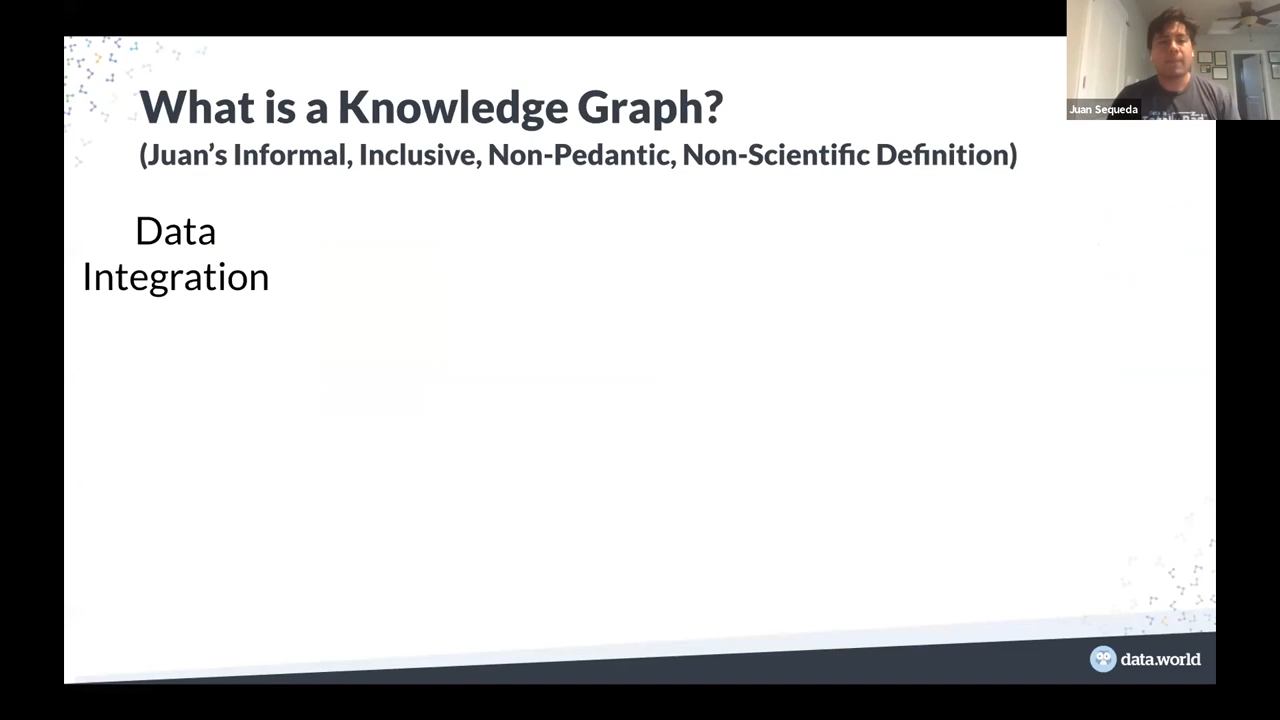 What is a Knowledge Graph?
(Juan's Informal, Inclusive, Non-Pedantic, Non-Scientific Definition)
Juan Sequeda
Data
Integration
data.world